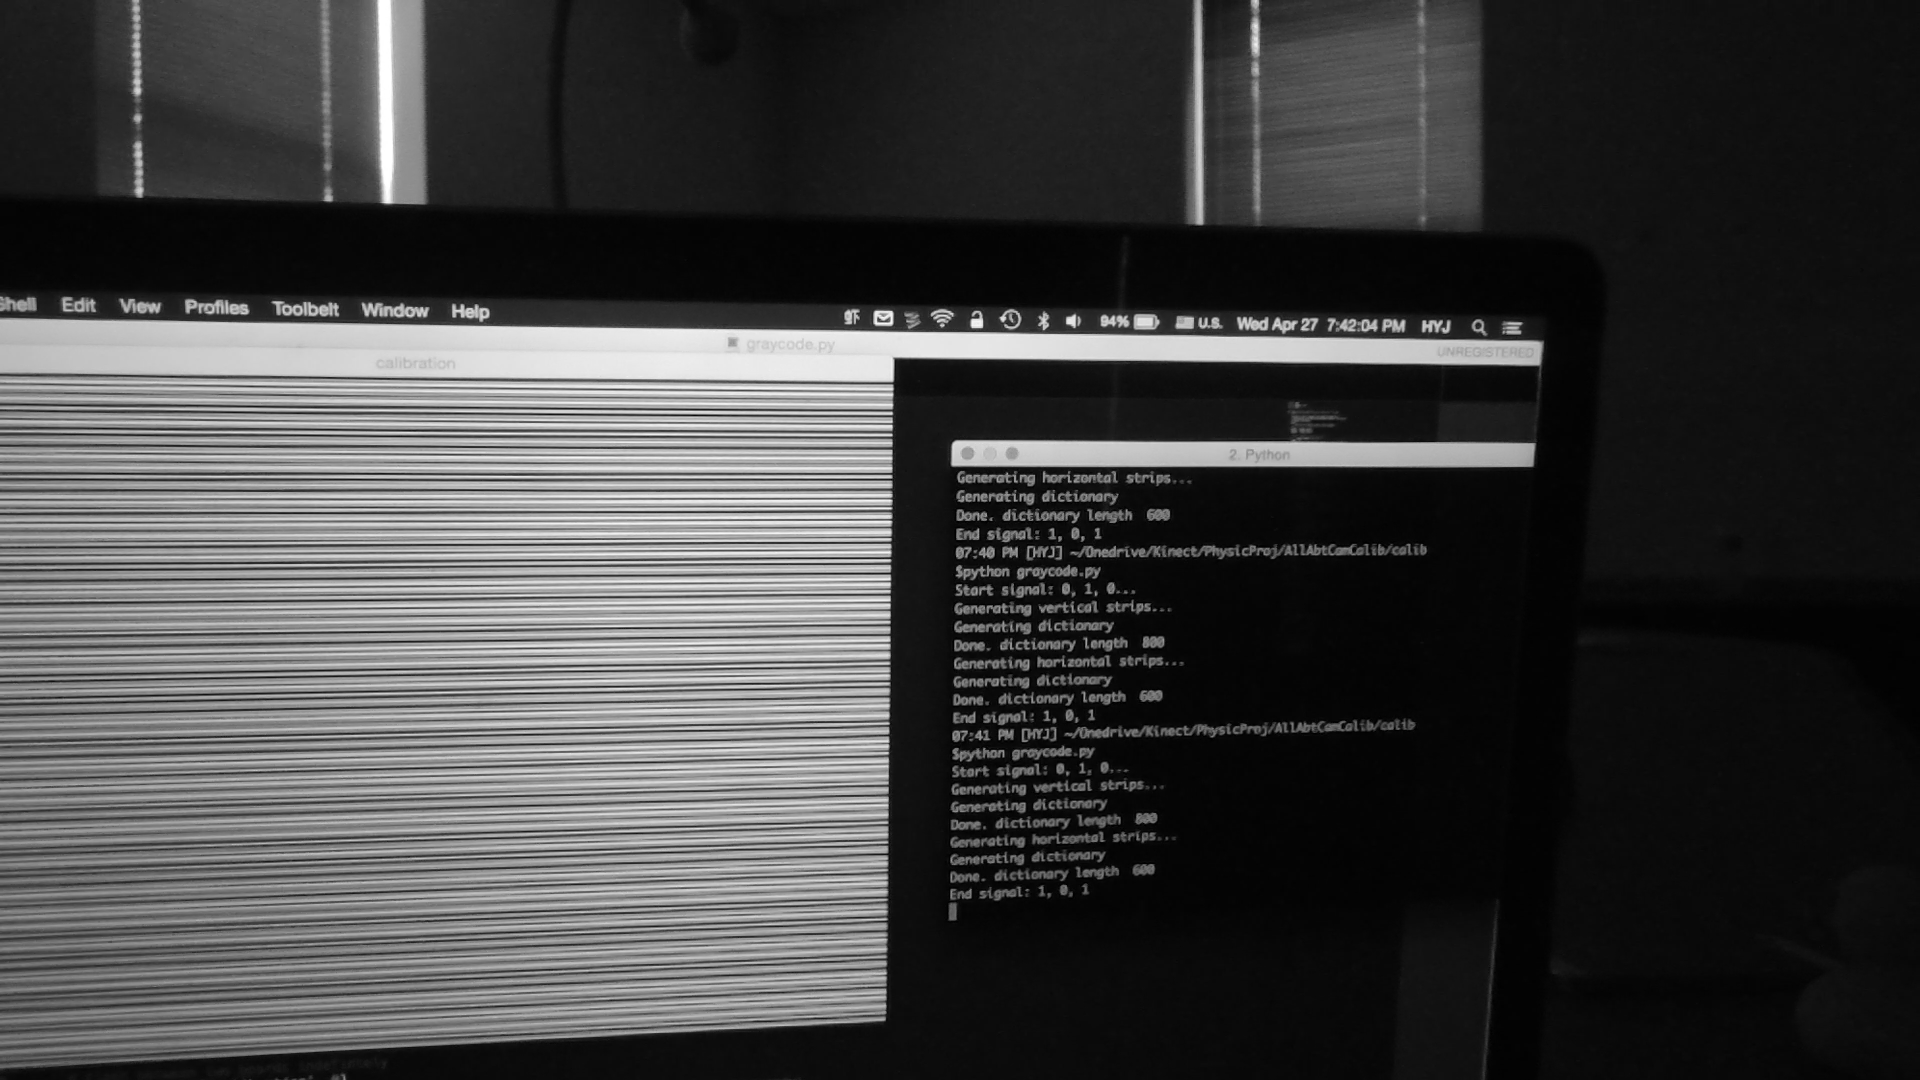 Shell Edit View Profiles Toolbelt Window Help
94% U.S. Wed Apr 27 7:42:04 PM HYJ
graycode.py
UNREGISTERED
calibration
2. Python
Generating horizontal strips...
Generating dictionary
Done. dictionary length 600
End signal: 1, 0, 1
07:40 PM [HYJ] ~/Onedrive/Kinect/PhysicProj/AllAbtCamCalib/calib
$python graycode.py
Start signal: 0, 1, 0...
Generating vertical strips...
Generating dictionary
Done. dictionary length 800
Generating horizontal strips...
Generating dictionary
Done. dictionary length 600
End signal: 1, 0, 1
07:41 PM [HYJ] ~/Onedrive/Kinect/PhysicProj/AllAbtCamCalib/calib
$python graycode.py
Start signal: 0, 1, 0...
Generating vertical strips...
Generating dictionary
Done. dictionary length 800
Generating horizontal strips...
Generating dictionary
Done. dictionary length 600
End signal: 1, 0, 1